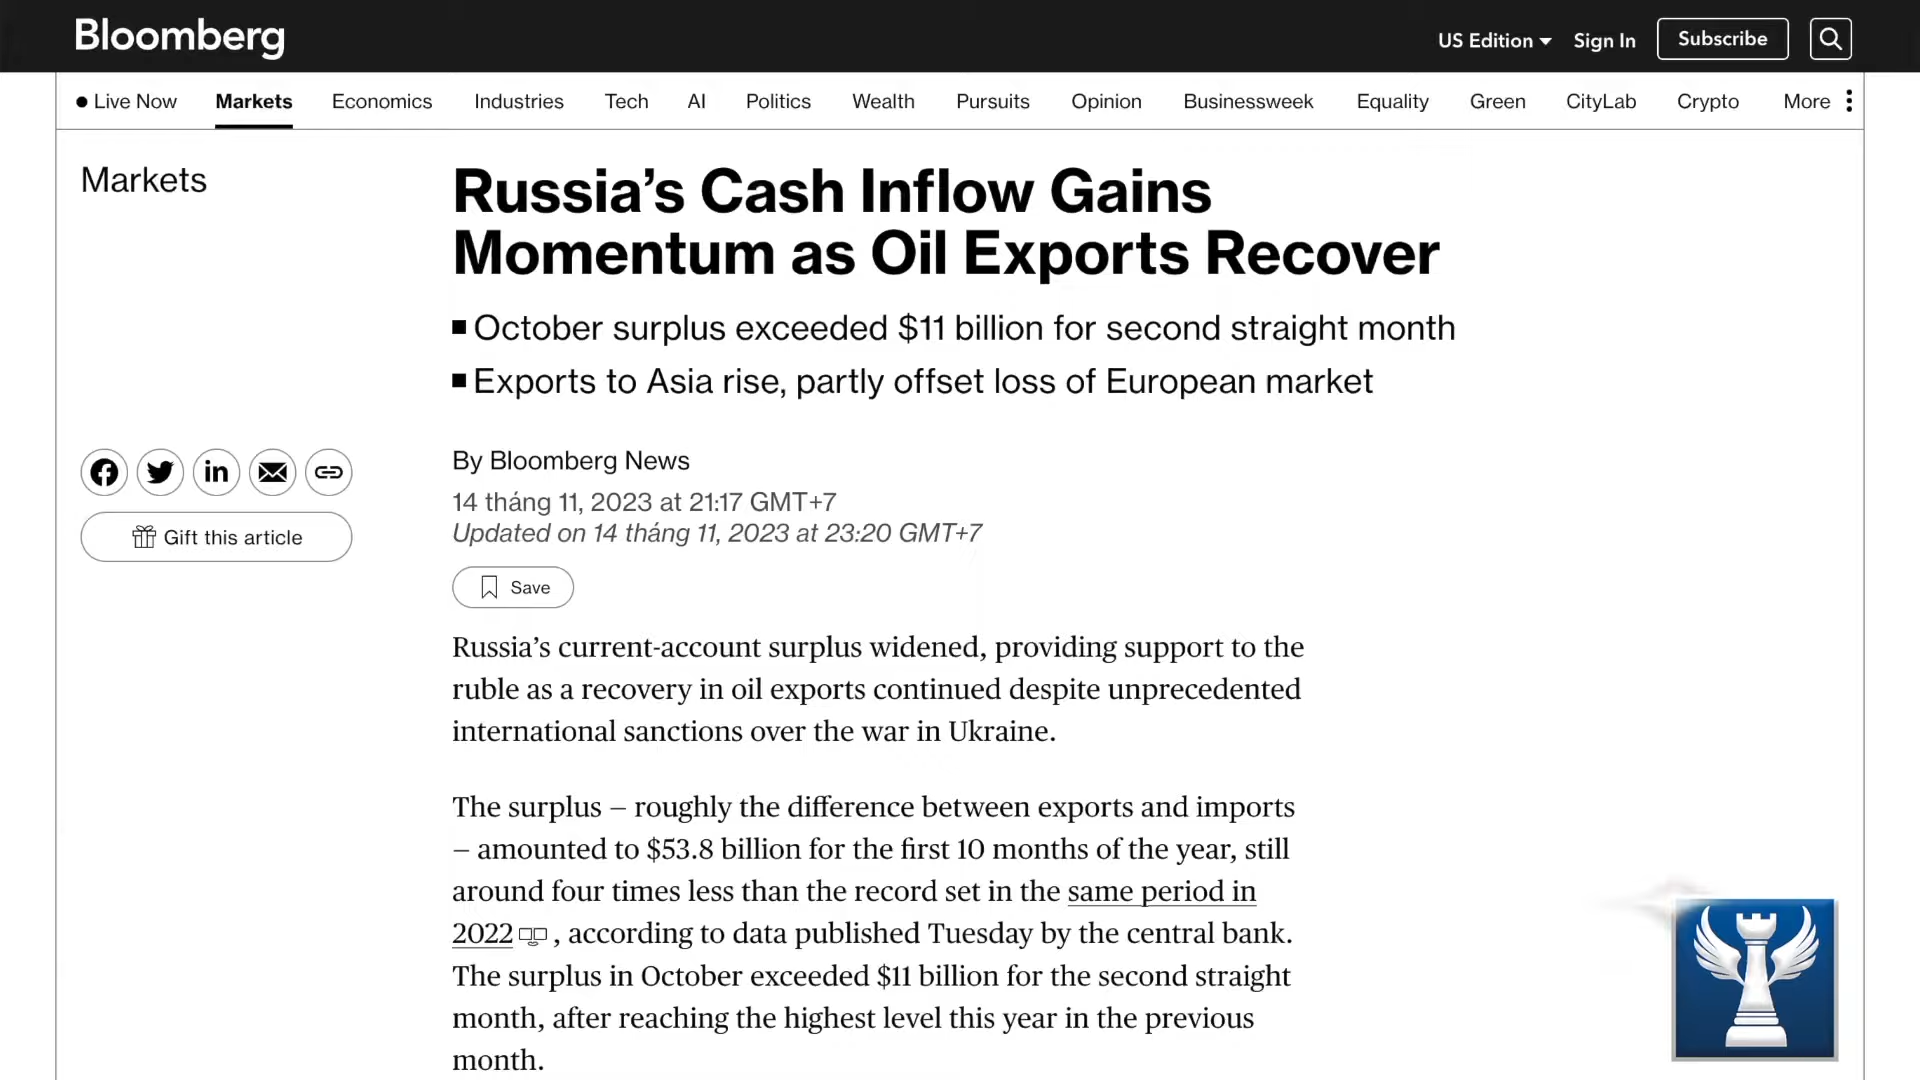 Bloomberg
US Edition
Sign In
Subscribe
Live Now
Markets
Economics
Industries
Tech
AI
Politics
Wealth
Pursuits
Opinion
Businessweek
Equality
Green
CityLab
Crypto
More
Markets
Russia’s Cash Inflow Gains
Momentum as Oil Exports Recover
October surplus exceeded $11 billion for second straight month
Exports to Asia rise, partly offset loss of European market
By Bloomberg News
14 tháng 11, 2023 at 21:17 GMT+7
Updated on 14 tháng 11, 2023 at 23:20 GMT+7
Gift this article
Save
Russia’s current-account surplus widened, providing support to the
ruble as a recovery in oil exports continued despite unprecedented
international sanctions over the war in Ukraine.
The surplus — roughly the difference between exports and imports
— amounted to $53.8 billion for the first 10 months of the year, still
around four times less than the record set in the same period in
2022 , according to data published Tuesday by the central bank.
The surplus in October exceeded $11 billion for the second straight
month, after reaching the highest level this year in the previous
month.